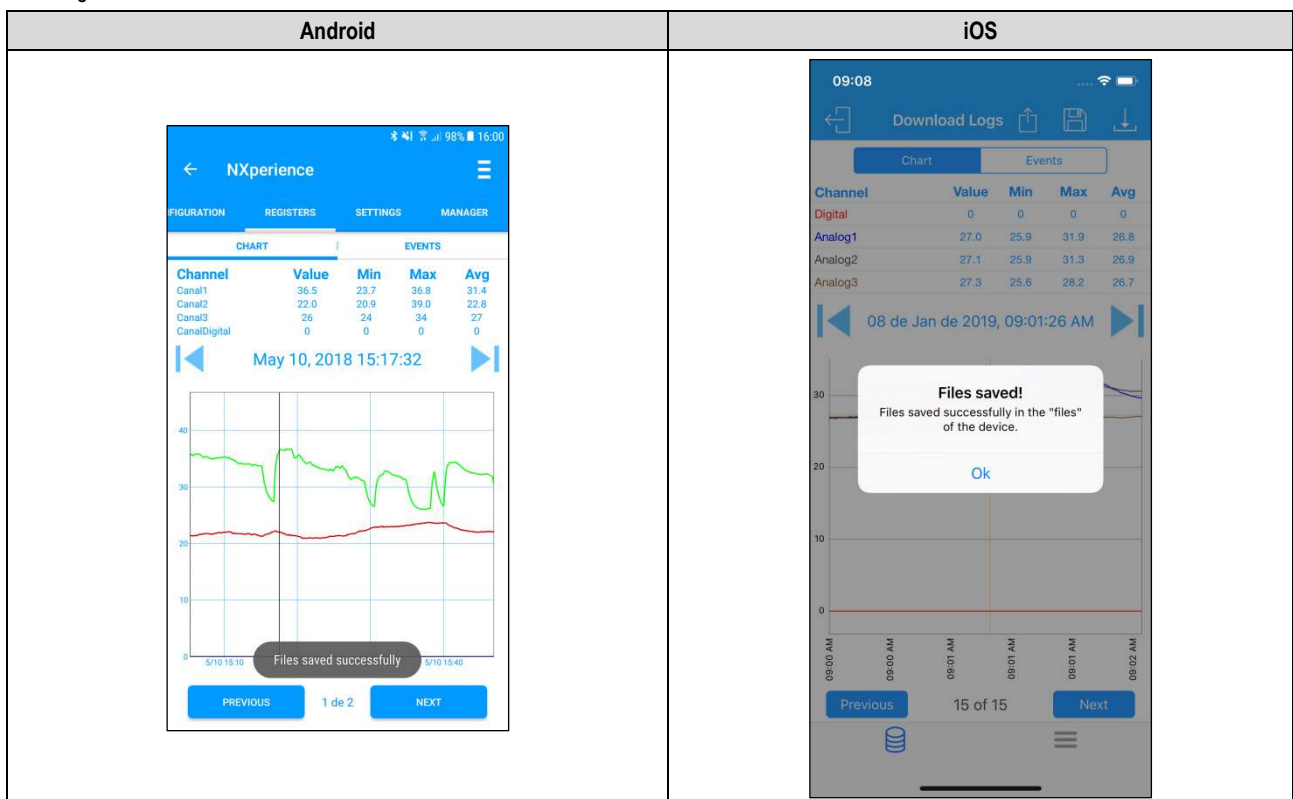 Android
iOS
98% 16:00
NXperience
FIGURATION REGISTERS SETTINGS MANAGER
CHART EVENTS
Channel Value Min Max Avg
Canal1 36.5 23.7 36.8 31.4
Canal2 22.0 20.9 39.0 22.8
Canal3 26 24 34 27
CanalDigital 0 0 0 0
May 10, 2018 15:17:32
40
30
20
10
0
5/10 15:10 5/10 15:40
Files saved successfully
PREVIOUS 1 de 2 NEXT
09:08
Download Logs
Chart Events
Channel Value Min Max Avg
Digital 0 0 0 0
Analog1 27.0 25.9 31.9 26.8
Analog2 27.1 25.9 31.3 26.9
Analog3 27.3 25.6 28.2 26.7
08 de Jan de 2019, 09:01:26 AM
Files saved!
Files saved successfully in the "files"
of the device.
Ok
30
20
10
0
09:00 AM 09:00 AM 09:01 AM 09:01 AM 09:01 AM 09:02 AM
Previous 15 of 15 Next